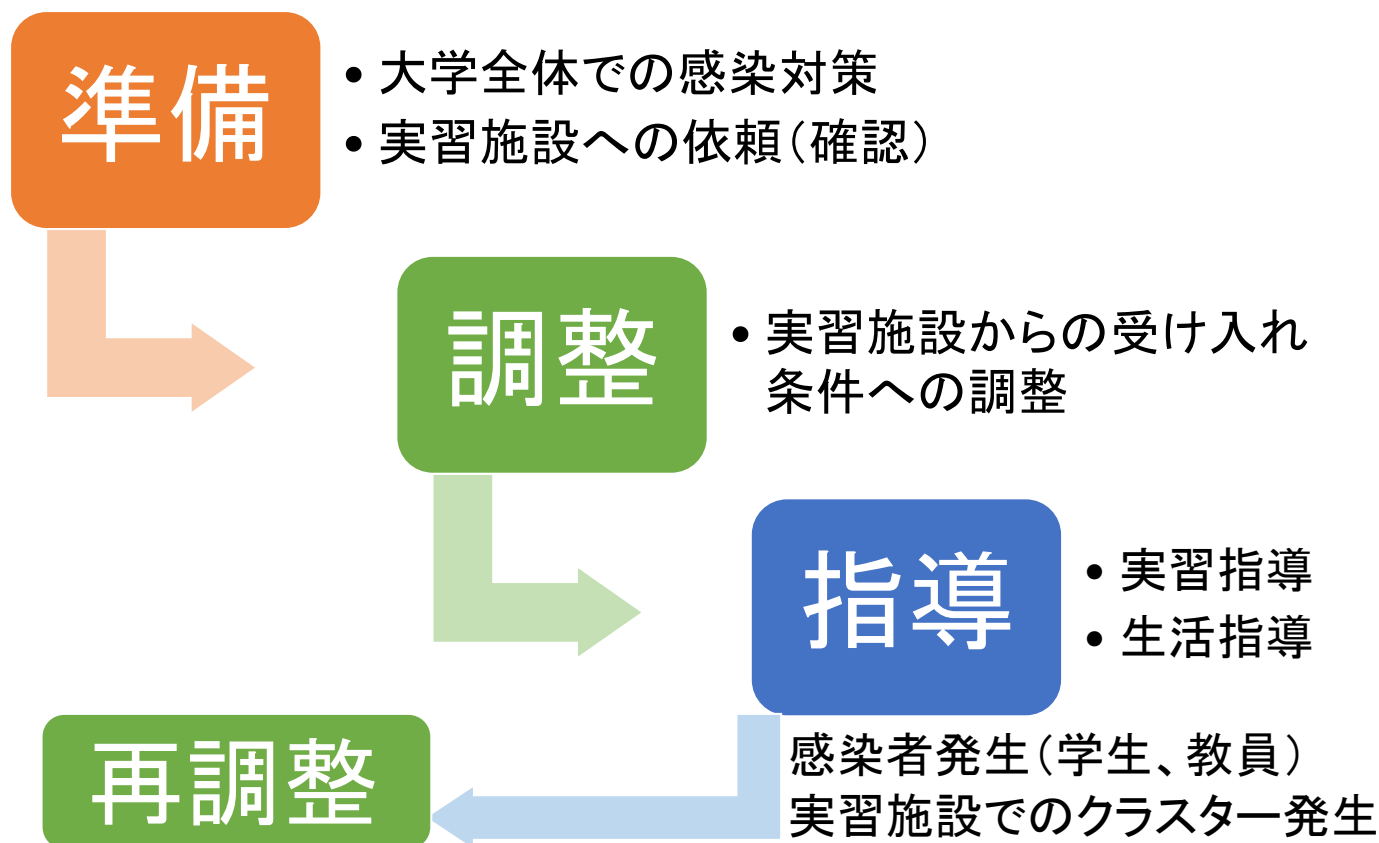 準備
• 大学全体での感染対策
• 実習施設への依頼（確認）
調整
• 実習施設からの受け入れ
条件への調整
指導
• 実習指導
• 生活指導
再調整
感染者発生（学生、教員）
実習施設でのクラスター発生